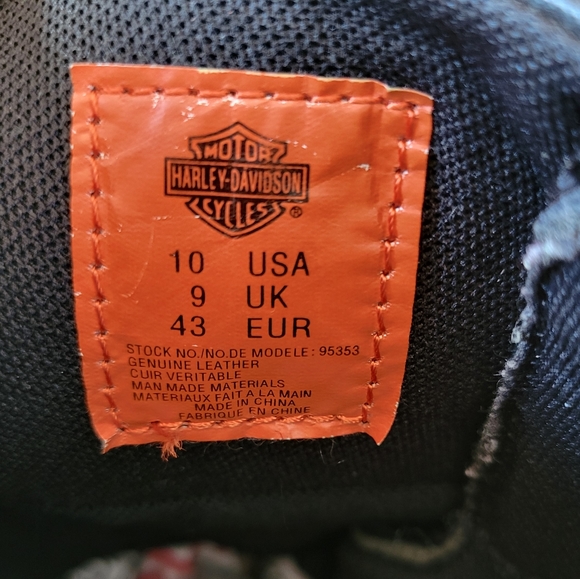 MOTOR
HARLEY-DAVIDSON
CYCLES®
10 USA
9 UK
43 EUR
STOCK NO./NO.DE MODELE: 95353
GENUINE LEATHER
CUIR VERITABLE
MAN MADE MATERIALS
MATERIAUX FAIT A LA MAIN
MADE IN CHINA
FABRIQUE EN CHINE